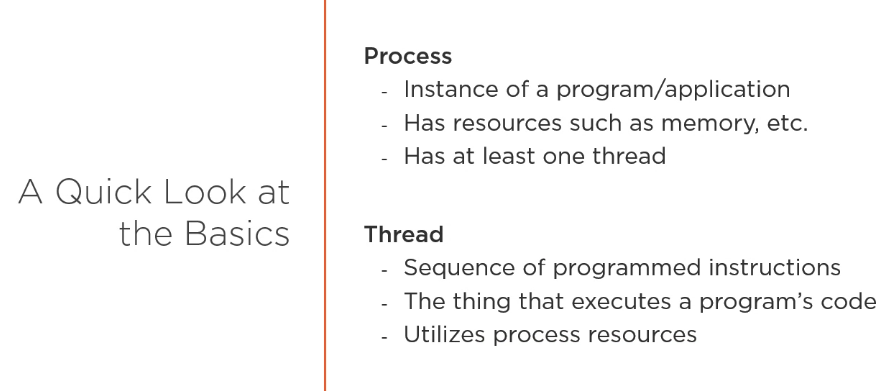 A Quick Look at
the Basics
Process
- Instance of a program/application
- Has resources such as memory, etc.
- Has at least one thread
Thread
- Sequence of programmed instructions
- The thing that executes a program's code
- Utilizes process resources